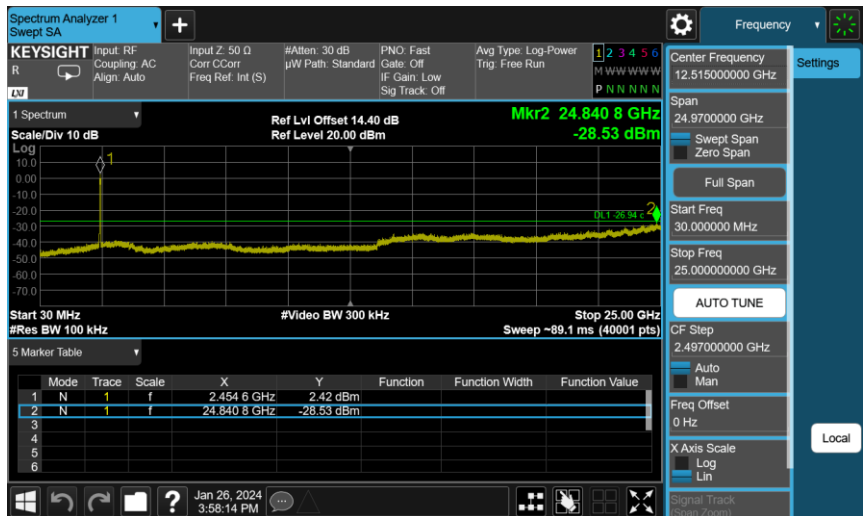 Spectrum Analyzer 1
Swept SA
+
Frequency
KEYSIGHT
R
LXI
Input: RF
Coupling: AC
Align: Auto
Input Z: 50 Ω
Corr CCorr
Freq Ref: Int (S)
#Atten: 30 dB
µW Path: Standard
PNO: Fast
Gate: Off
IF Gain: Low
Sig Track: Off
Avg Type: Log-Power
Trig: Free Run
1 2 3 4 5 6
M W W W W W
P N N N N N
1 Spectrum
Scale/Div 10 dB
Ref Lvl Offset 14.40 dB
Ref Level 20.00 dBm
Mkr2 24.840 8 GHz
-28.53 dBm
Log
10.0
0.00
-10.0
-20.0
-30.0
-40.0
-50.0
-60.0
-70.0
1
2
DL1 -26.94 c
Start 30 MHz
#Video BW 300 kHz
Stop 25.00 GHz
#Res BW 100 kHz
Sweep ~89.1 ms (40001 pts)
5 Marker Table
Mode Trace Scale X Y Function Function Width Function Value
1 N 1 f 2.454 6 GHz 2.42 dBm
2 N 1 f 24.840 8 GHz -28.53 dBm
3
4
5
6
?
Jan 26, 2024
3:58:14 PM
Center Frequency
12.515000000 GHz
Span
24.9700000 GHz
Swept Span
Zero Span
Full Span
Start Freq
30.000000 MHz
Stop Freq
25.000000000 GHz
AUTO TUNE
CF Step
2.497000000 GHz
Auto
Man
Freq Offset
0 Hz
X Axis Scale
Log
Lin
Signal Track
(Span Zoom)
Settings
Local